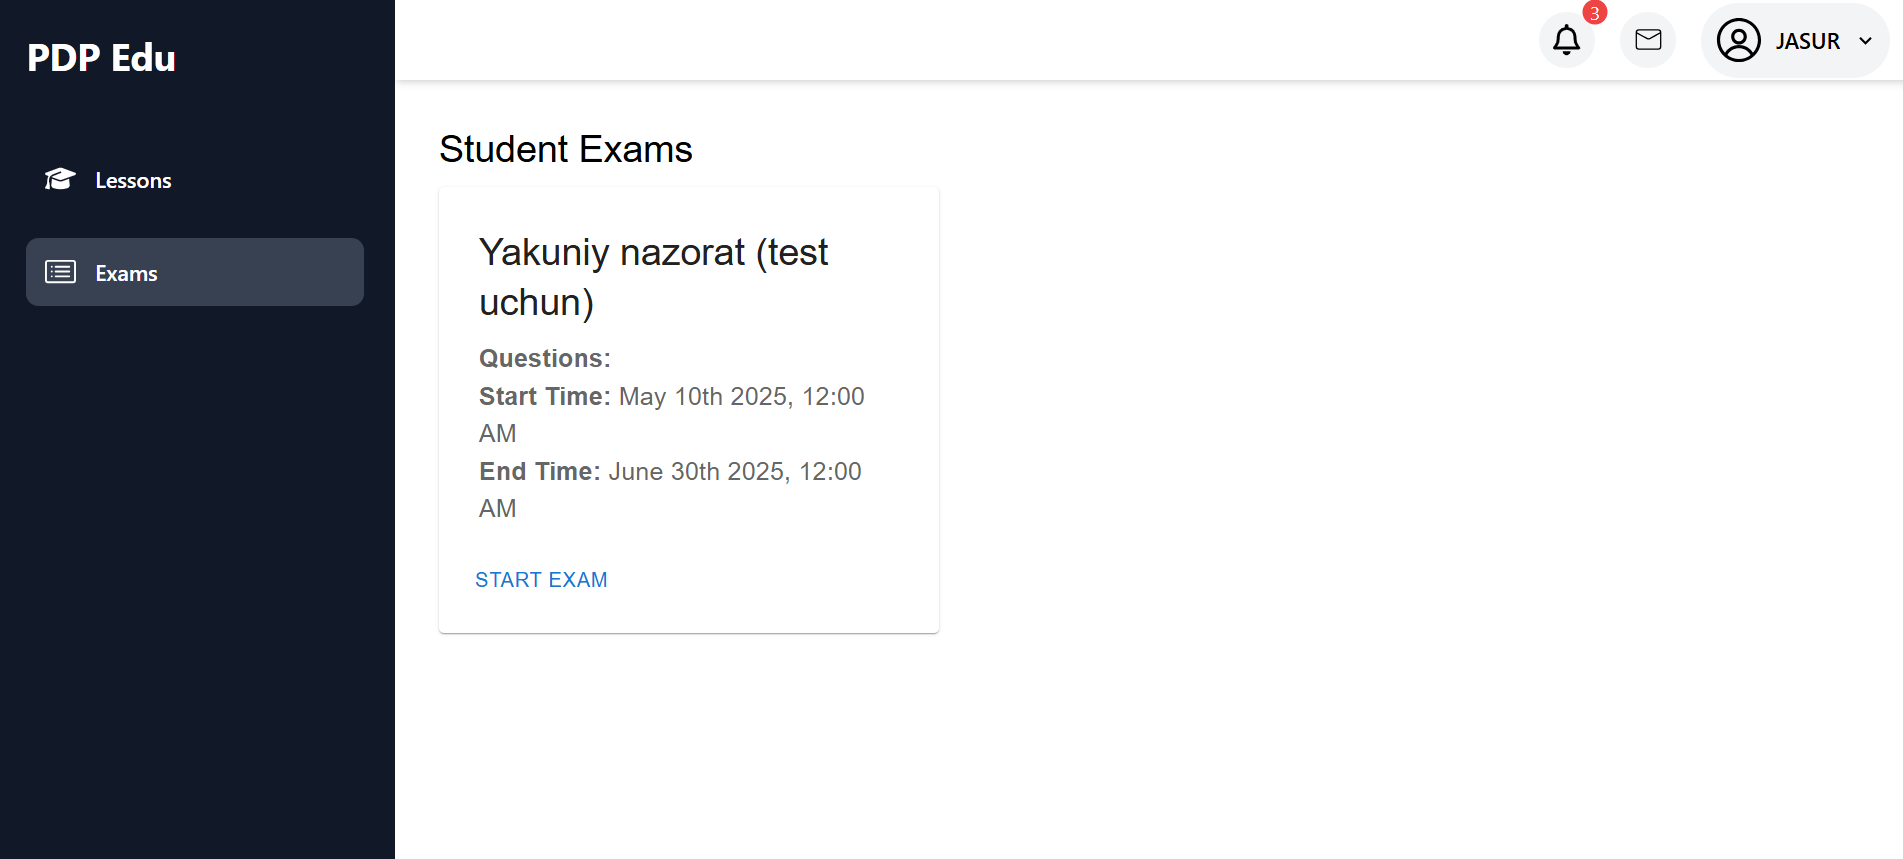 PDP Edu
Lessons
Exams
3
JASUR
Student Exams
Yakuniy nazorat (test
uchun)
Questions:
Start Time: May 10th 2025, 12:00
AM
End Time: June 30th 2025, 12:00
AM
START EXAM